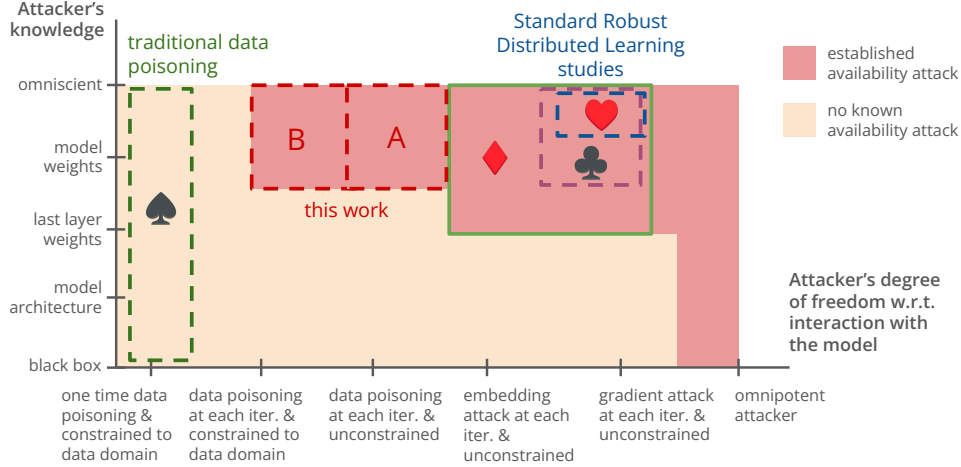 Attacker's
knowledge
traditional data
poisoning
Standard Robust
Distributed Learning
studies
established
availability attack
no known
availability attack
omniscient
model
weights
last layer
weights
model
architecture
black box
B
A
this work
Attacker's degree
of freedom w.r.t.
interaction with
the model
one time data
poisoning &
constrained to
data domain
data poisoning
at each iter. &
constrained to
data domain
data poisoning
at each iter. &
unconstrained
embedding
attack at each
iter. &
unconstrained
gradient attack
at each iter. &
unconstrained
omnipotent
attacker